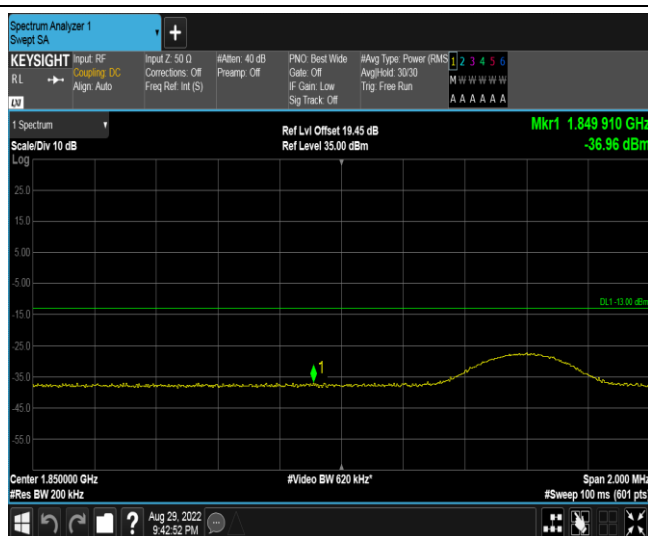 Spectrum Analyzer 1
Swept SA
+
KEYSIGHT
RL
Input: RF
Coupling: DC
Align: Auto
Input Z: 50 Ω
Corrections: Off
Freq Ref: Int (S)
#Atten: 40 dB
Preamp: Off
PNO: Best Wide
Gate: Off
IF Gain: Low
Sig Track: Off
#Avg Type: Power (RMS
Avg|Hold: 30/30
Trig: Free Run
1 2 3 4 5 6
M W W W W W
A A A A A A
1 Spectrum
Scale/Div 10 dB
Log
Ref Lvl Offset 19.45 dB
Ref Level 35.00 dBm
Mkr1 1.849 910 GHz
-36.96 dBm
25.0
15.0
5.00
-5.00
DL1 -13.00 dBm
-15.0
-25.0
1
-35.0
-45.0
-55.0
Center 1.850000 GHz
#Res BW 200 kHz
#Video BW 620 kHz*
Span 2.000 MHz
#Sweep 100 ms (601 pts)
?
Aug 29, 2022
9:42:52 PM